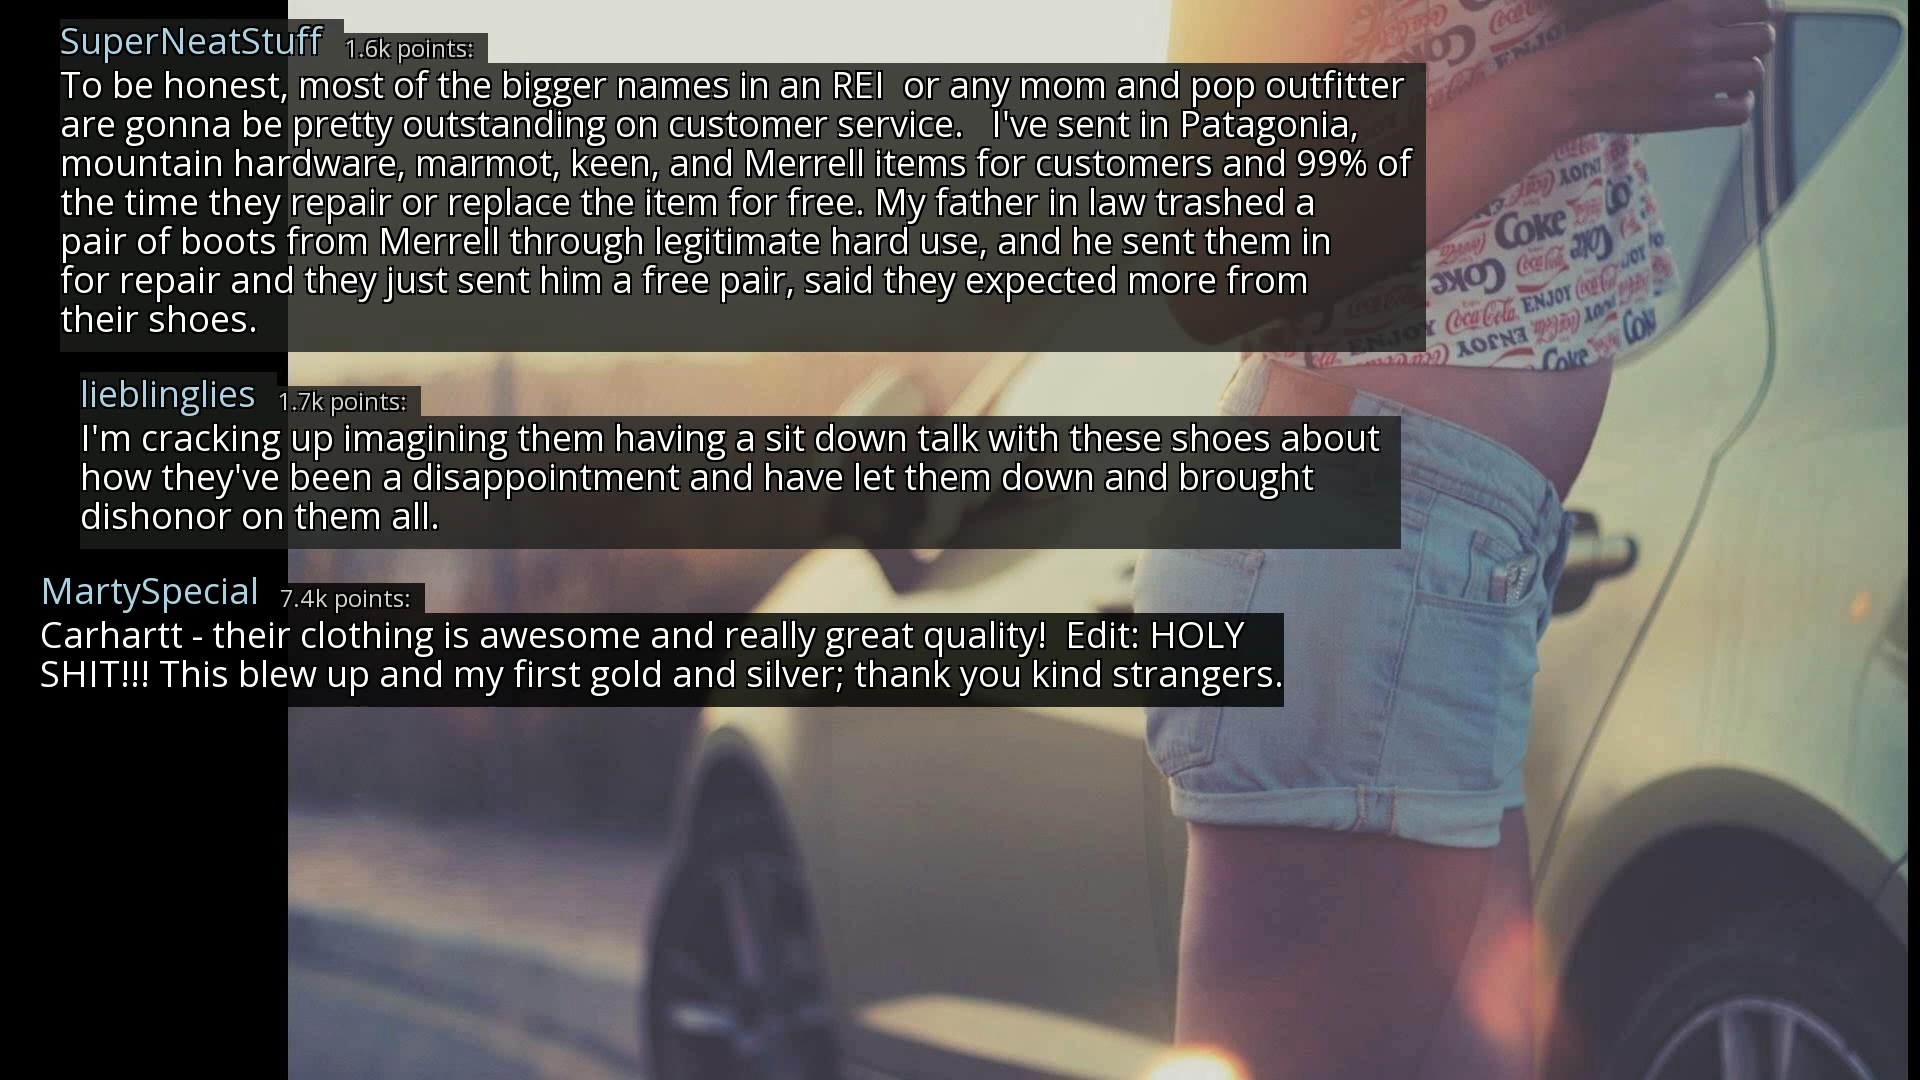 SuperNeatStuff 1.6k points:
To be honest, most of the bigger names in an REI  or any mom and pop outfitter
are gonna be pretty outstanding on customer service.   I've sent in Patagonia,
mountain hardware, marmot, keen, and Merrell items for customers and 99% of
the time they repair or replace the item for free. My father in law trashed a
pair of boots from Merrell through legitimate hard use, and he sent them in
for repair and they just sent him a free pair, said they expected more from
their shoes.
lieblinglies 1.7k points:
I'm cracking up imagining them having a sit down talk with these shoes about
how they've been a disappointment and have let them down and brought
dishonor on them all.
MartySpecial 7.4k points:
Carhartt - their clothing is awesome and really great quality!  Edit: HOLY
SHIT!!! This blew up and my first gold and silver; thank you kind strangers.
Coke
Coca-Cola
ENJOY
Coke